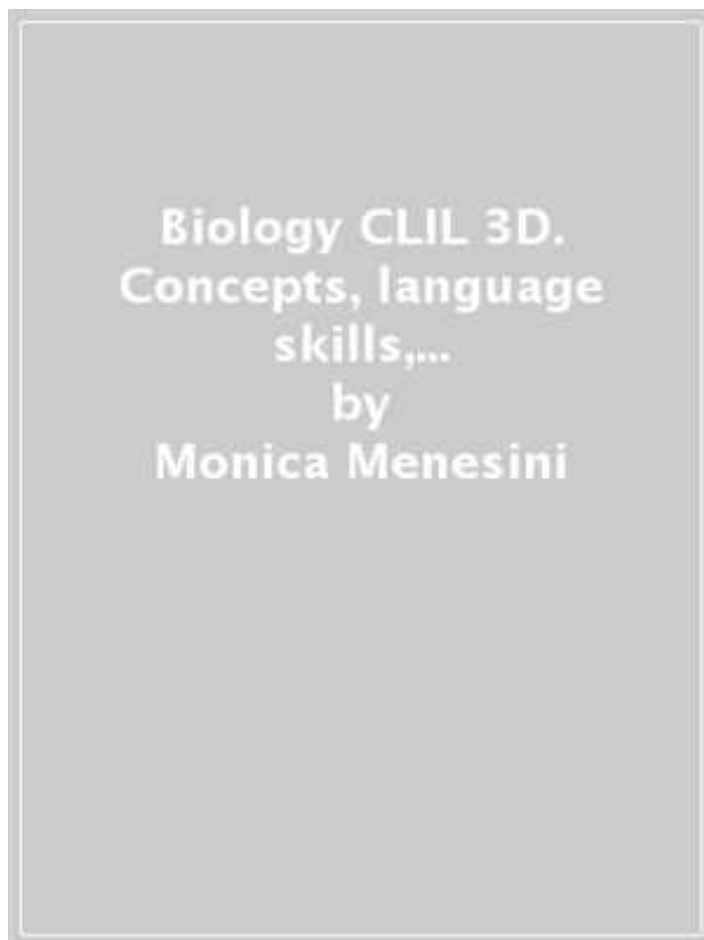 Biology CLIL 3D.
Concepts, language
skills,...
by
Monica Menesini